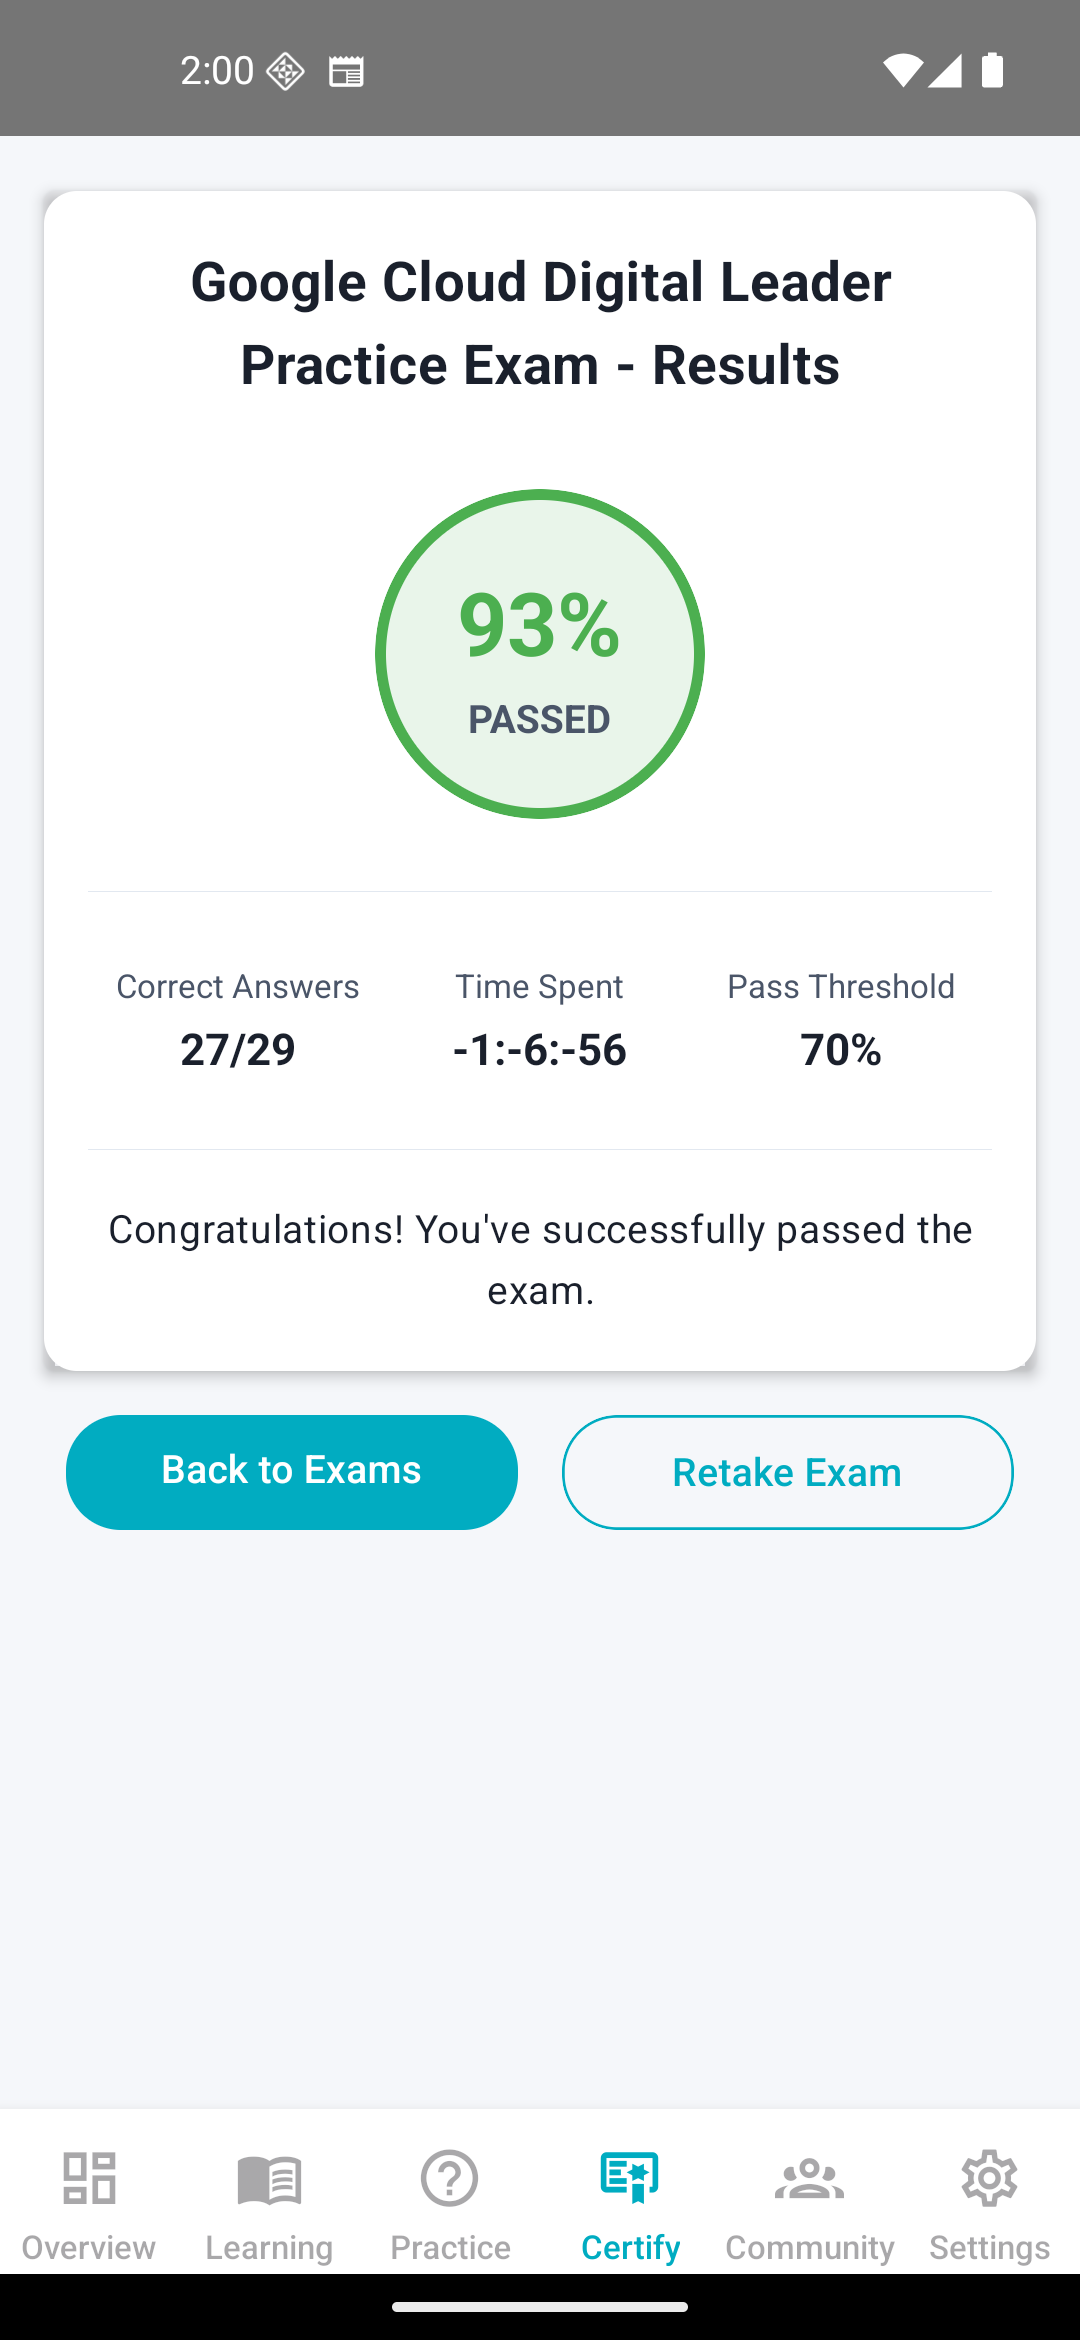 2:00
Google Cloud Digital Leader
Practice Exam - Results
93%
PASSED
Correct Answers
27/29
Time Spent
-1:-6:-56
Pass Threshold
70%
Congratulations! You've successfully passed the
exam.
Back to Exams
Retake Exam
Overview
Learning
Practice
Certify
Community
Settings